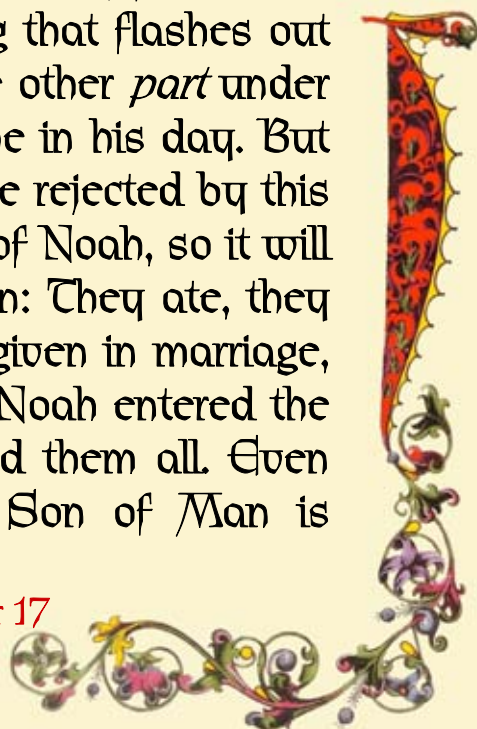 that flashes out
other part under
in his day. But
rejected by this
of Noah, so it will
They ate, they
given in marriage,
Noah entered the
them all. Even
Son of Man is
17